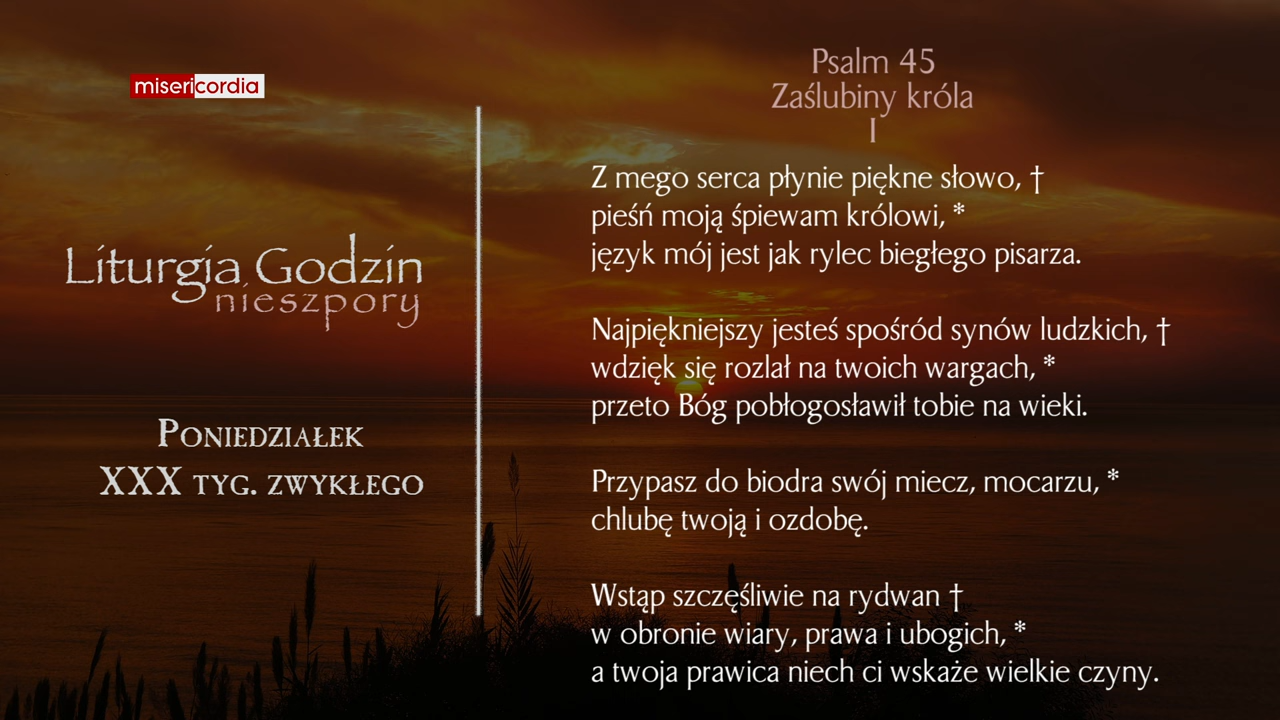 misericordia
Liturgia Godzin
nieszpory
Poniedziałek
XXX tyg. zwykłego
Psalm 45
Zaślubiny króla
I
Z mego serca płynie piękne słowo, †
pieśń moją śpiewam królowi, *
język mój jest jak rylec biegłego pisarza.
Najpiękniejszy jesteś spośród synów ludzkich, †
wdzięk się rozlał na twoich wargach, *
przeto Bóg pobłogosławił tobie na wieki.
Przypasz do biodra swój miecz, mocarzu, *
chlubę twoją i ozdobę.
Wstąp szczęśliwie na rydwan †
w obronie wiary, prawa i ubogich, *
a twoja prawica niech ci wskaże wielkie czyny.